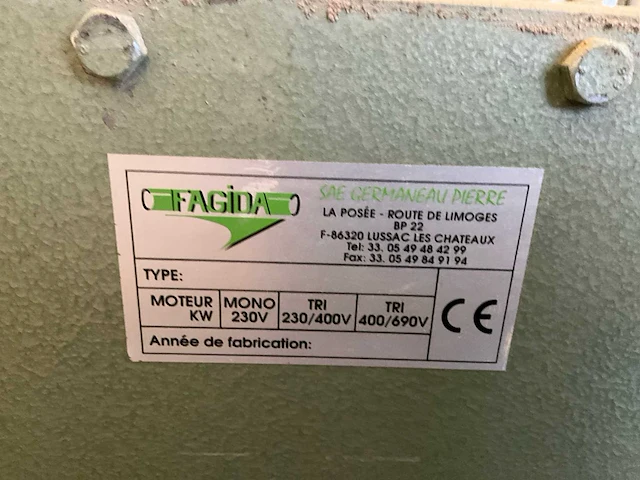 FAGIDA
SAE GERMANEAU PIERRE
LA POSÉE - ROUTE DE LIMOGES
BP 22
F-86320 LUSSAC LES CHATEAUX
Tel: 33. 05 49 48 42 99
Fax: 33. 05 49 84 91 94
TYPE:
MOTEUR KW
MONO 230V
TRI 230/400V
TRI 400/690V
CE
Année de fabrication: